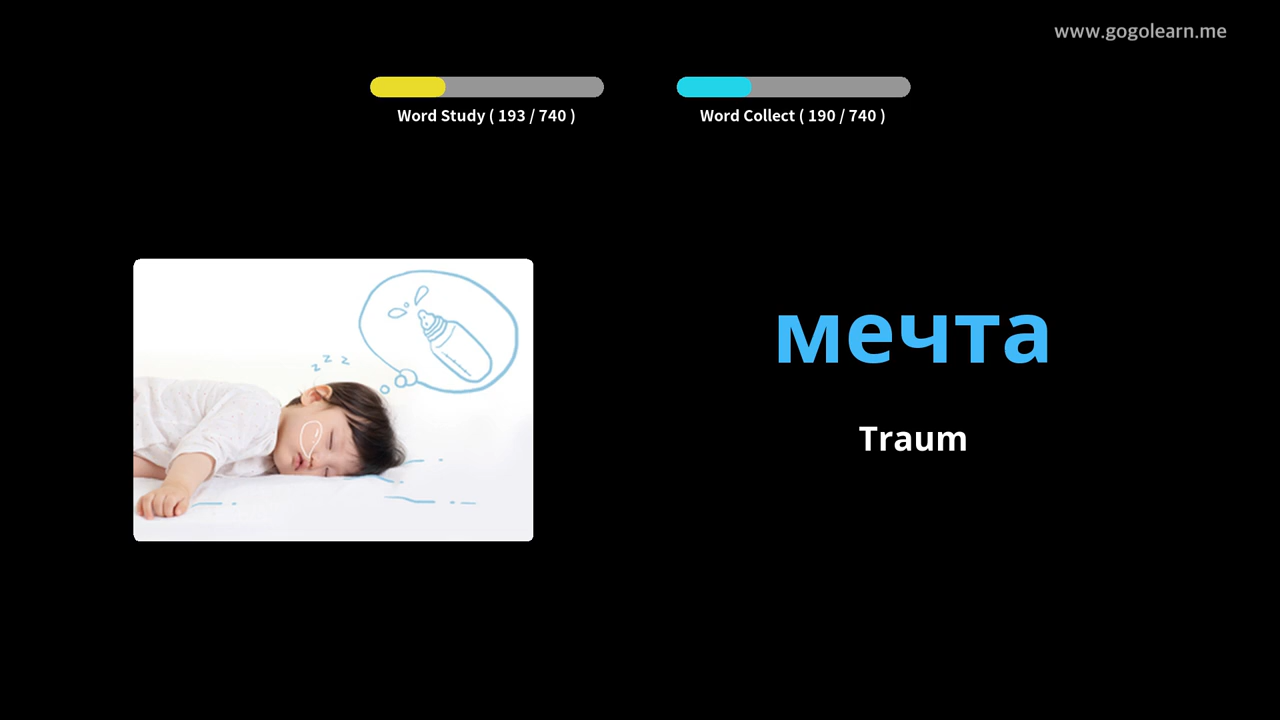 www.gogolearn.me
Word Study ( 193 / 740 )
Word Collect ( 190 / 740 )
z z z
мечта
Traum